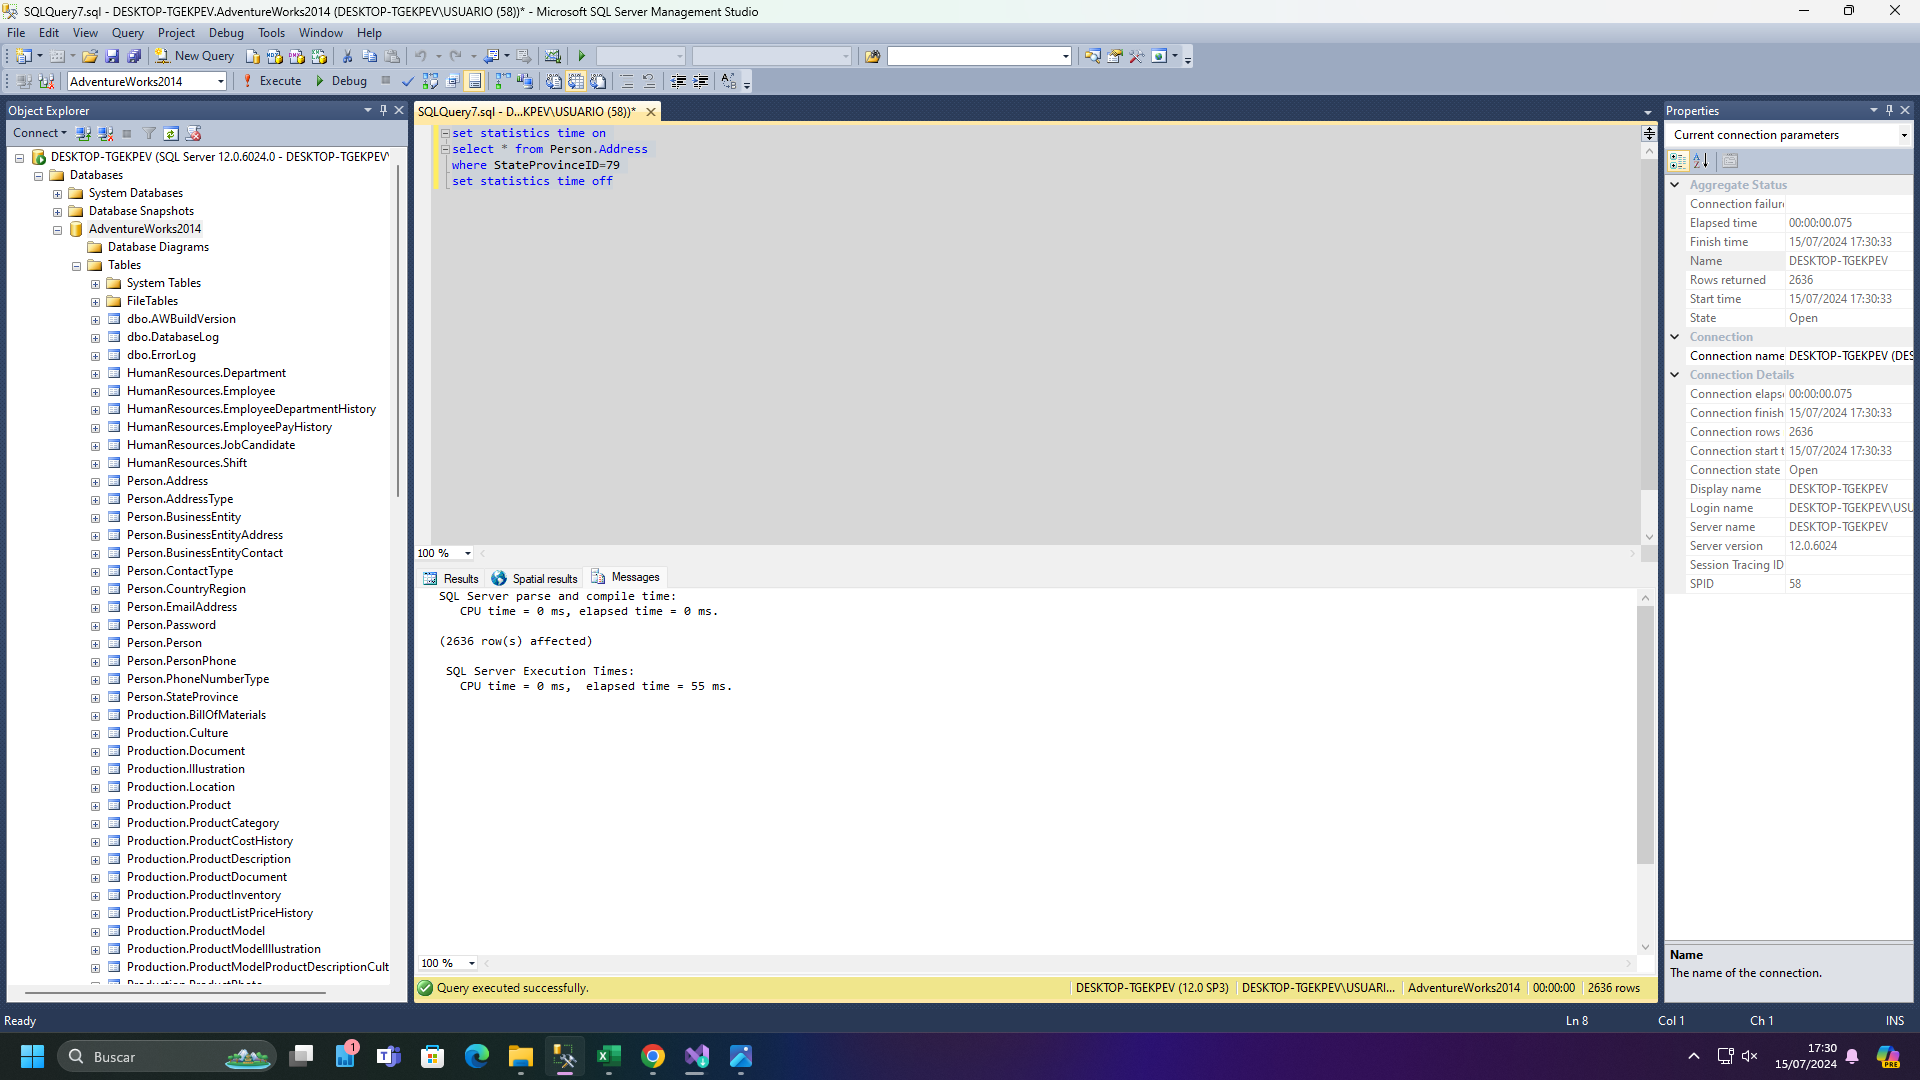 SQLQuery7.sql - DESKTOP-TGEKPEV.AdventureWorks2014 (DESKTOP-TGEKPEV\USUARIO (58))* - Microsoft SQL Server Management Studio
File Edit View Query Project Debug Tools Window Help
New Query
AdventureWorks2014 Execute Debug
Object Explorer
Connect
DESKTOP-TGEKPEV (SQL Server 12.0.6024.0 - DESKTOP-TGEKPEV\
Databases
System Databases
Database Snapshots
AdventureWorks2014
Database Diagrams
Tables
System Tables
FileTables
dbo.AWBuildVersion
dbo.DatabaseLog
dbo.ErrorLog
HumanResources.Department
HumanResources.Employee
HumanResources.EmployeeDepartmentHistory
HumanResources.EmployeePayHistory
HumanResources.JobCandidate
HumanResources.Shift
Person.Address
Person.AddressType
Person.BusinessEntity
Person.BusinessEntityAddress
Person.BusinessEntityContact
Person.ContactType
Person.CountryRegion
Person.EmailAddress
Person.Password
Person.Person
Person.PersonPhone
Person.PhoneNumberType
Person.StateProvince
Production.BillOfMaterials
Production.Culture
Production.Document
Production.Illustration
Production.Location
Production.Product
Production.ProductCategory
Production.ProductCostHistory
Production.ProductDescription
Production.ProductDocument
Production.ProductInventory
Production.ProductListPriceHistory
Production.ProductModel
Production.ProductModelIllustration
Production.ProductModelProductDescriptionCult
SQLQuery7.sql - D...KPEV\USUARIO (58))*
set statistics time on
select * from Person.Address
where StateProvinceID=79
set statistics time off
100 %
Results Spatial results Messages
SQL Server parse and compile time:
CPU time = 0 ms, elapsed time = 0 ms.
(2636 row(s) affected)
SQL Server Execution Times:
CPU time = 0 ms,  elapsed time = 55 ms.
100 %
Query executed successfully. DESKTOP-TGEKPEV (12.0 SP3) DESKTOP-TGEKPEV\USUARI... AdventureWorks2014 00:00:00 2636 rows
Properties
Current connection parameters
Aggregate Status
Connection failure
Elapsed time 00:00:00.075
Finish time 15/07/2024 17:30:33
Name DESKTOP-TGEKPEV
Rows returned 2636
Start time 15/07/2024 17:30:33
State Open
Connection
Connection name DESKTOP-TGEKPEV (DES
Connection Details
Connection elaps 00:00:00.075
Connection finish 15/07/2024 17:30:33
Connection rows 2636
Connection start t 15/07/2024 17:30:33
Connection state Open
Display name DESKTOP-TGEKPEV
Login name DESKTOP-TGEKPEV\USU
Server name DESKTOP-TGEKPEV
Server version 12.0.6024
Session Tracing ID
SPID 58
Name
The name of the connection.
Ready Ln 8 Col 1 Ch 1 INS
Buscar 1
17:30
15/07/2024
PRE